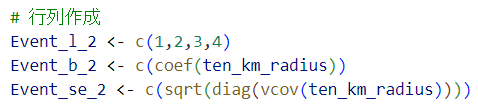 # 行列作成
Event_l_2 <- c(1,2,3,4)
Event_b_2 <- c(coef(ten_km_radius))
Event_se_2 <- c(sqrt(diag(vcov(ten_km_radius))))